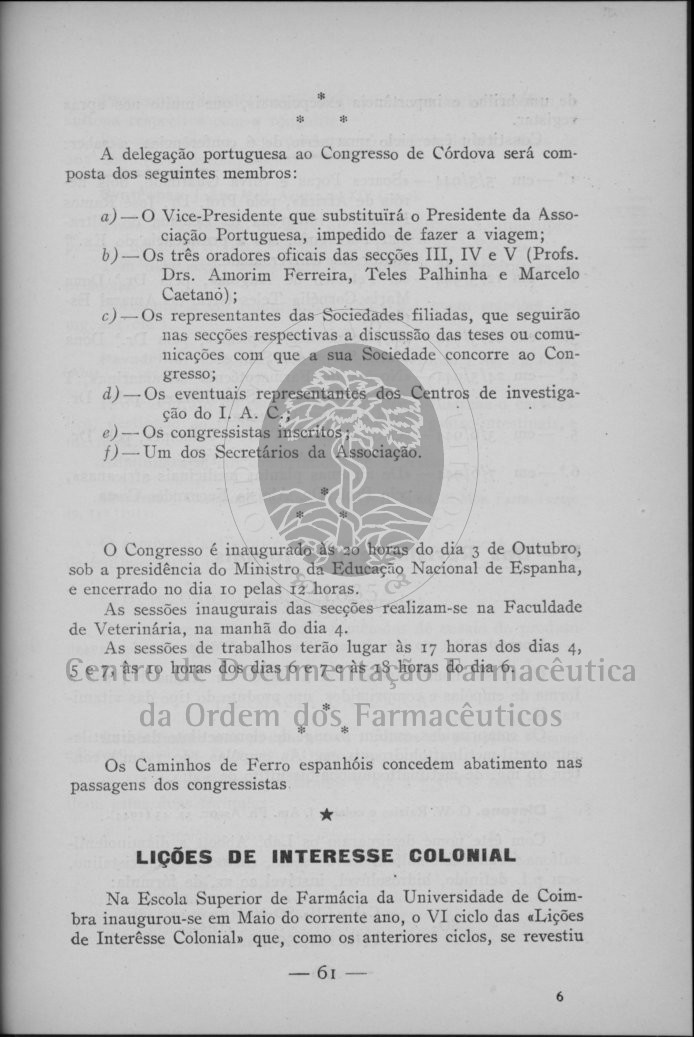 *
* *
A delegação portuguesa ao Congresso de Córdova será com-
posta dos seguintes membros:
a) — O Vice-Presidente que substituïrá o Presidente da Asso-
ciação Portuguesa, impedido de fazer a viagem;
b) — Os três oradores oficais das secções III, IV e V (Profs.
Drs. Amorim Ferreira, Teles Palhinha e Marcelo
Caetano);
c) — Os representantes das Sociedades filiadas, que seguirão
nas secções respectivas a discussão das teses ou comu-
nicações com que a sua Sociedade concorre ao Con-
gresso;
d) — Os eventuais representantes dos Centros de investiga-
ção do I. A. C.;
e) — Os congressistas inscritos;
f) — Um dos Secretários da Associação.
*
* *
O Congresso é inaugurado às 20 horas do dia 3 de Outubro,
sob a presidência do Ministro da Educação Nacional de Espanha,
e encerrado no dia 10 pelas 12 horas.
As sessões inaugurais das secções realizam-se na Faculdade
de Veterinária, na manhã do dia 4.
As sessões de trabalhos terão lugar às 17 horas dos dias 4,
5 e 7, às 10 horas dos dias 6 e 7 e às 18 horas do dia 6.
Centro de Documentação Farmacêutica
da Ordem dos Farmacêuticos
*
* *
Os Caminhos de Ferro espanhóis concedem abatimento nas
passagens dos congressistas.
★
LIÇÕES DE INTERESSE COLONIAL
Na Escola Superior de Farmácia da Universidade de Coim-
bra inaugurou-se em Maio do corrente ano, o VI ciclo das «Lições
de Interêsse Colonial» que, como os anteriores ciclos, se revestiu
— 61 —
6